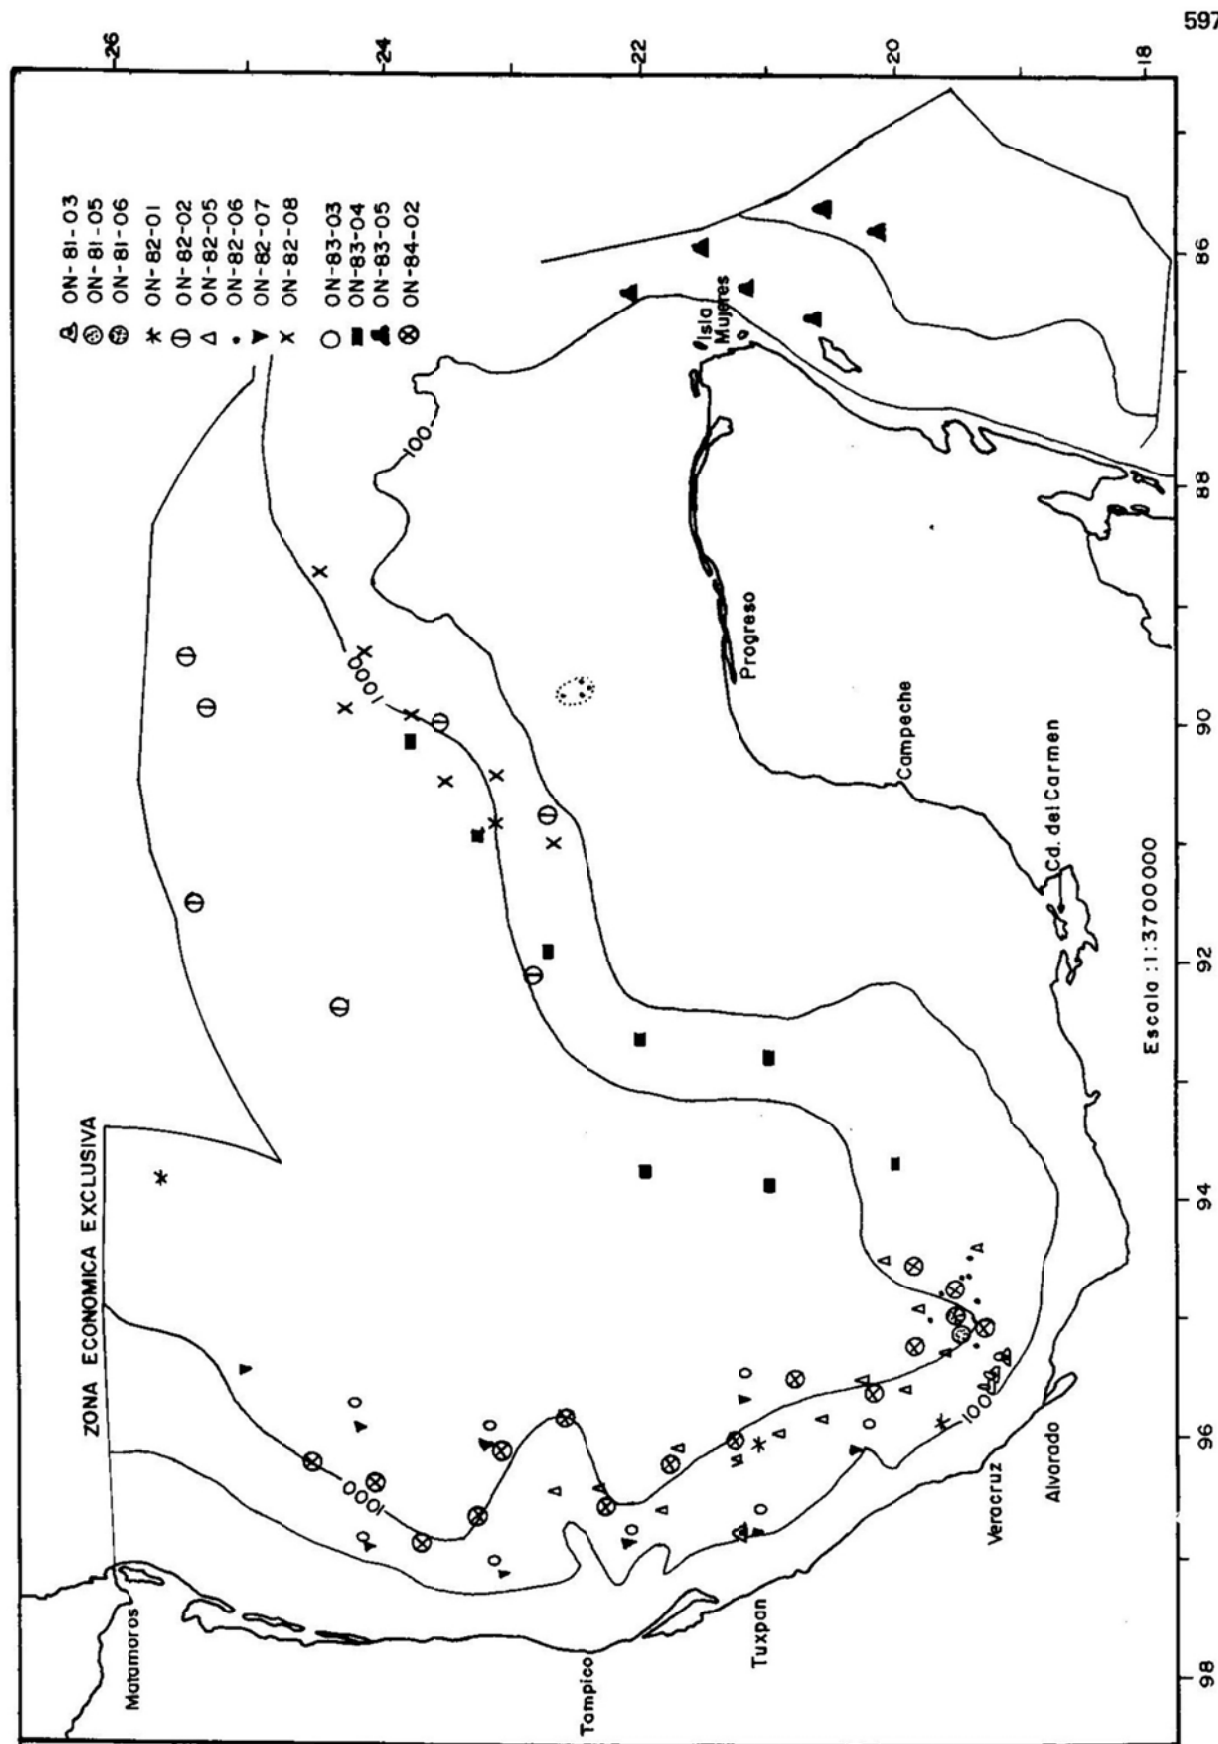 597
26
24
22
20
18
ON-81-03
ON-81-05
ON-81-06
ON-82-01
ON-82-02
ON-82-05
ON-82-06
ON-82-07
ON-82-08
ON-83-03
ON-83-04
ON-83-05
ON-84-02
ZONA ECONOMICA EXCLUSIVA
100
1000
1000
100
Isla
Mujeres
Progreso
Campeche
Cd. del Carmen
Escala :1:3700000
Matamoros
Tampico
Tuxpan
Veracruz
Alvarado
86
88
90
92
94
96
98